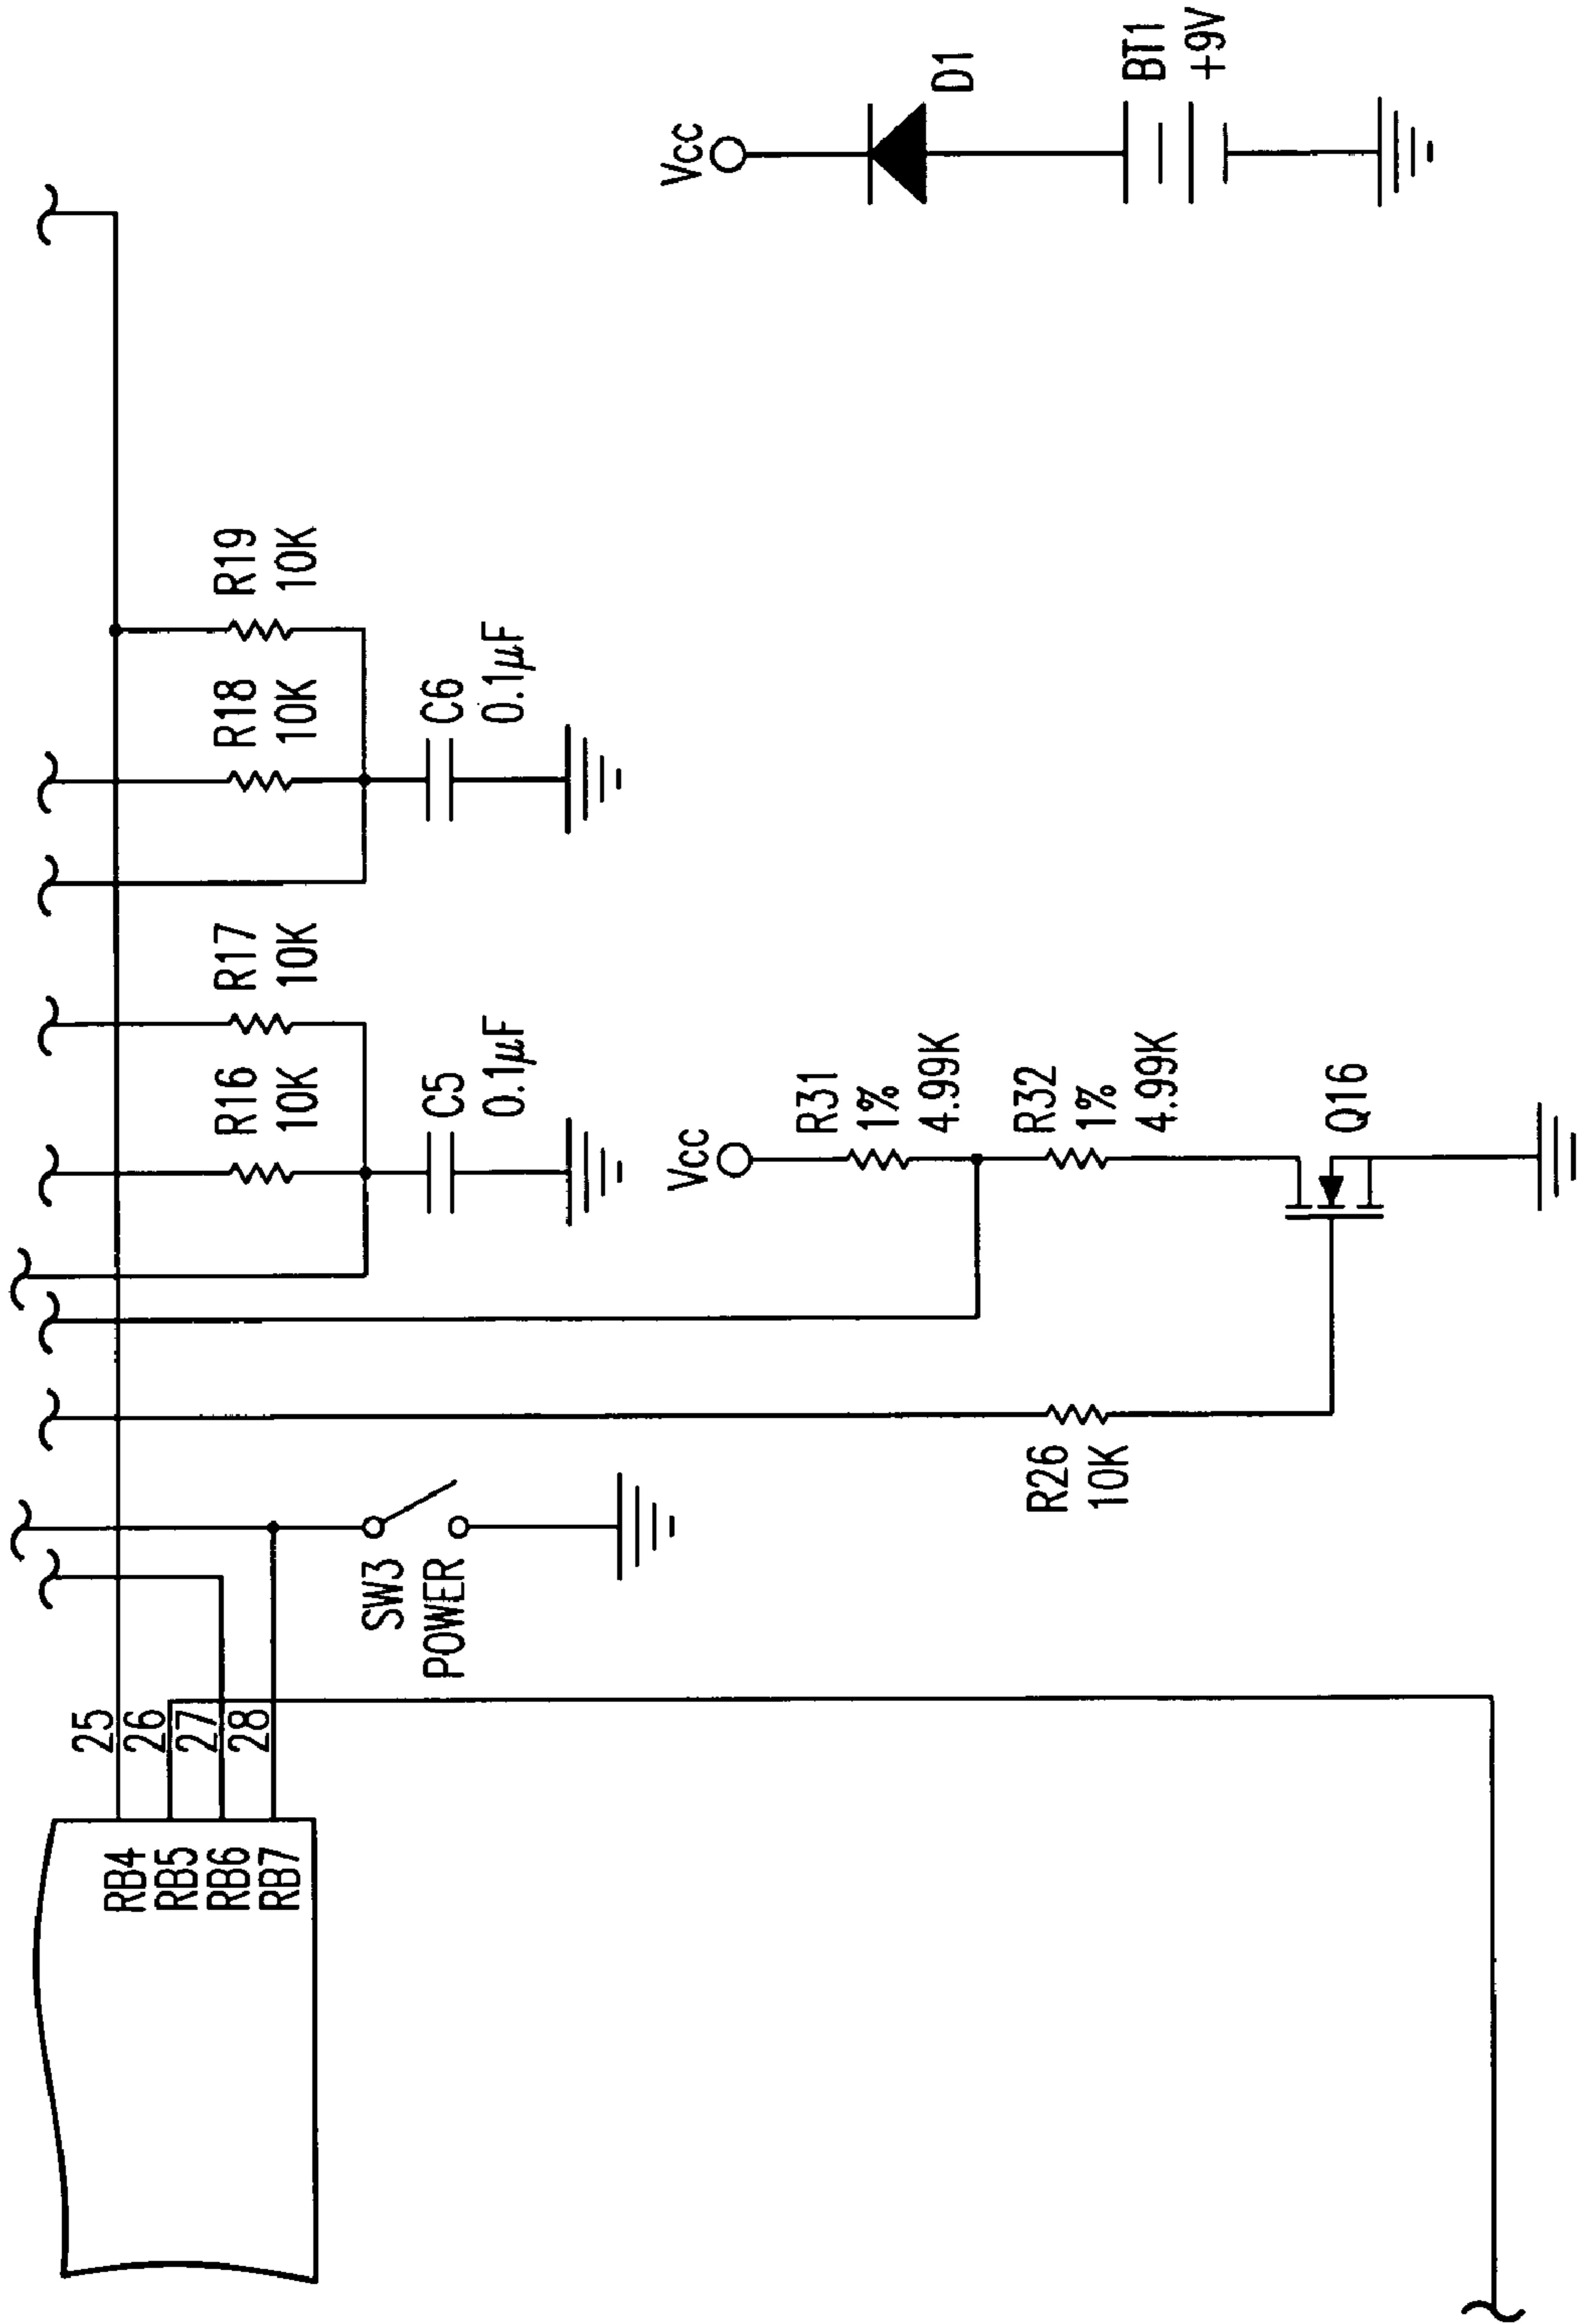 RB4
RB5
RB6
RB7
25
26
27
28
SW3
POWER
R26
10K
R16
10K
R17
10K
C5
0.1µF
R18
10K
R19
10K
C6
0.1µF
Vcc
R31
1%
4.99K
R32
1%
4.99K
Q16
Vcc
D1
BT1
+9V